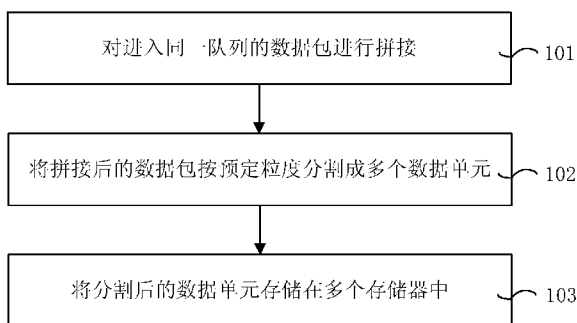 对进入同一队列的数据包进行拼接
101
将拼接后的数据包按预定粒度分割成多个数据单元
102
将分割后的数据单元存储在多个存储器中
103